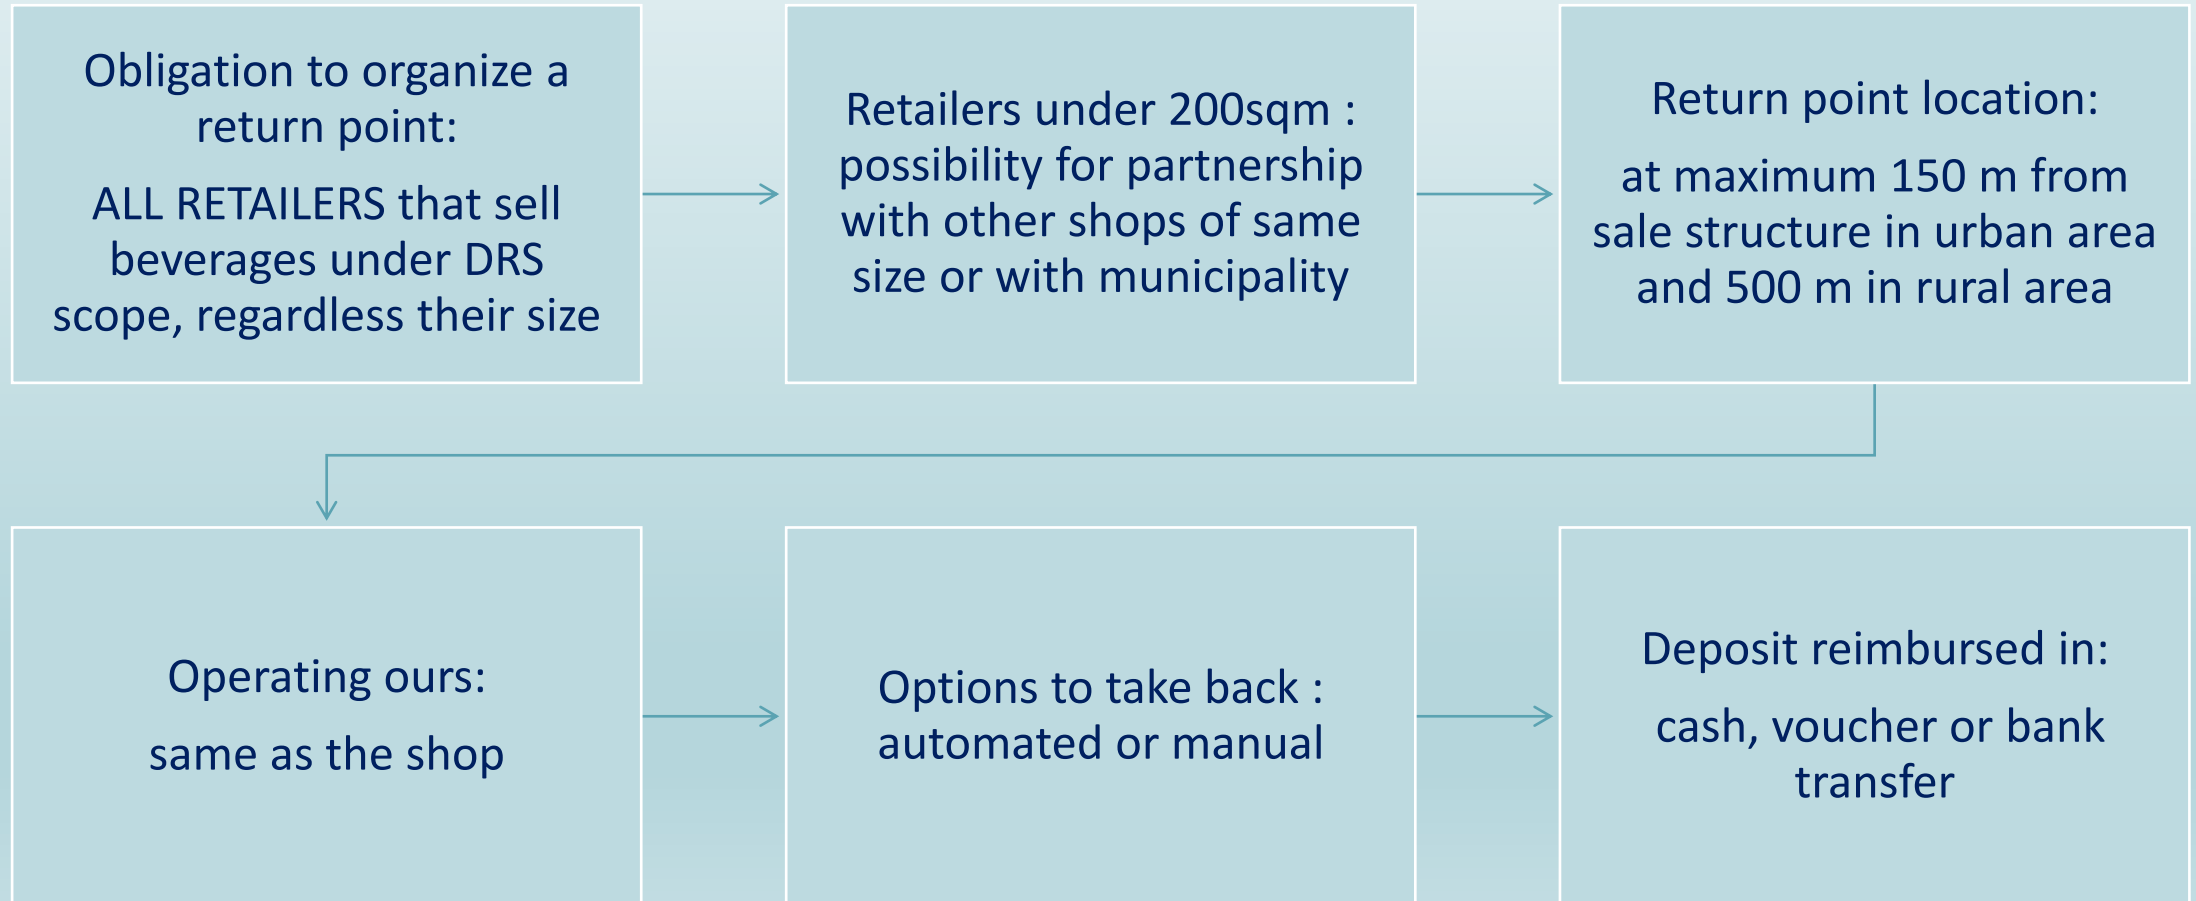 Obligation to organize a
return point:
ALL RETAILERS that sell
beverages under DRS
scope, regardless their size
Retailers under 200sqm :
possibility for partnership
with other shops of same
size or with municipality
Return point location:
at maximum 150 m from
sale structure in urban area
and 500 m in rural area
Operating ours:
same as the shop
Options to take back :
automated or manual
Deposit reimbursed in:
cash, voucher or bank
transfer